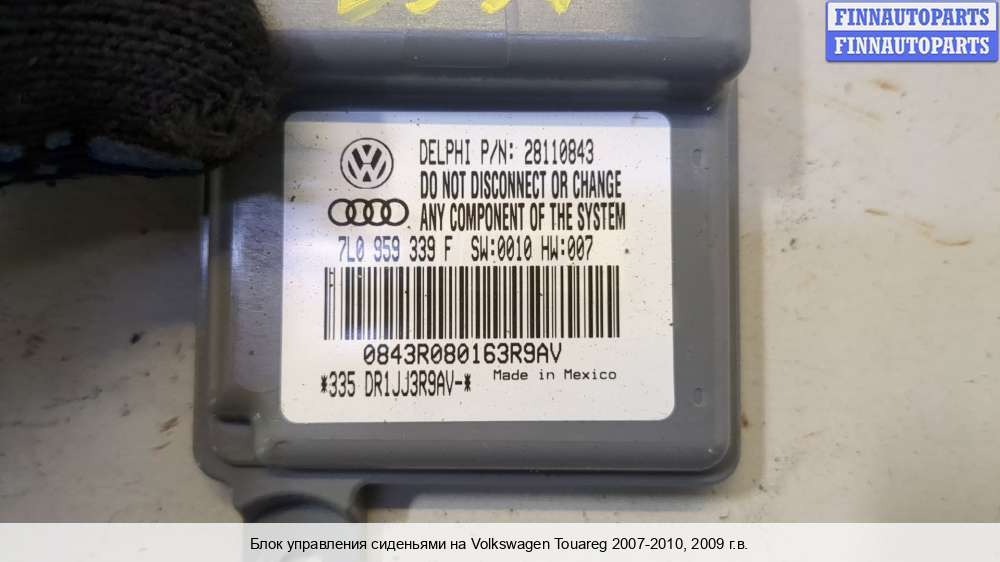 FINNAUTOPARTS
FINNAUTOPARTS
DELPHI P/N: 28110843
DO NOT DISCONNECT OR CHANGE
ANY COMPONENT OF THE SYSTEM
7L0 959 339 F SW:0010 HW:007
0843R080163R9AV
*335 DR1JJ3R9AV-*
Made in Mexico
Блок управления сиденьями на Volkswagen Touareg 2007-2010, 2009 г.в.